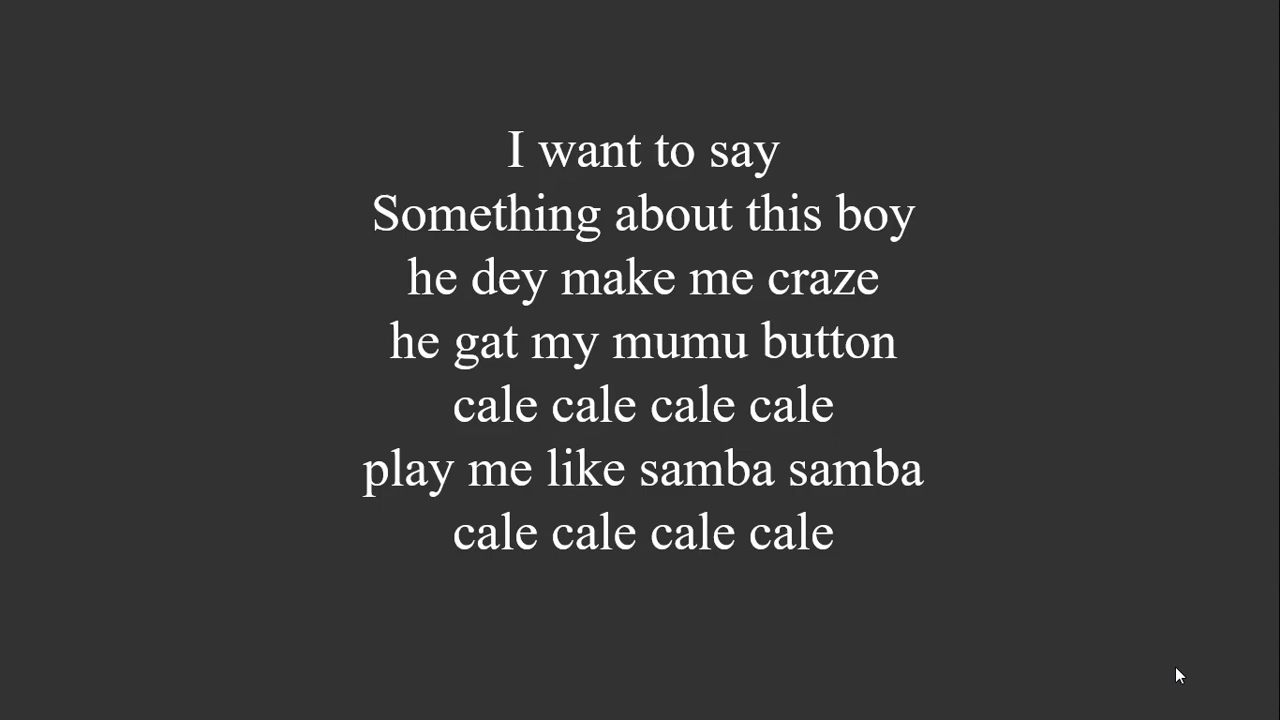 I want to say
Something about this boy
he dey make me craze
he gat my mumu button
cale cale cale cale
play me like samba samba
cale cale cale cale